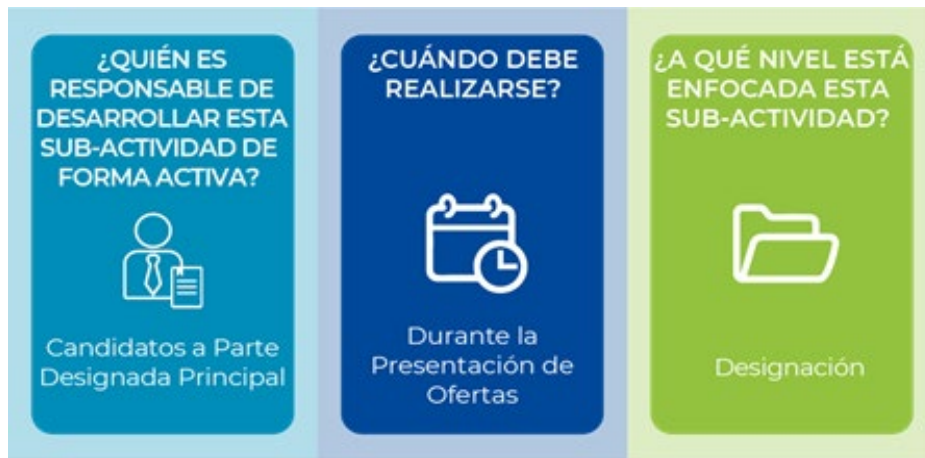 ¿QUIÉN ES
RESPONSABLE DE
DESARROLLAR ESTA
SUB-ACTIVIDAD DE
FORMA ACTIVA?
Candidatos a Parte
Designada Principal
¿CUÁNDO DEBE
REALIZARSE?
Durante la
Presentación de
Ofertas
¿A QUÉ NIVEL ESTÁ
ENFOCADA ESTA
SUB-ACTIVIDAD?
Designación